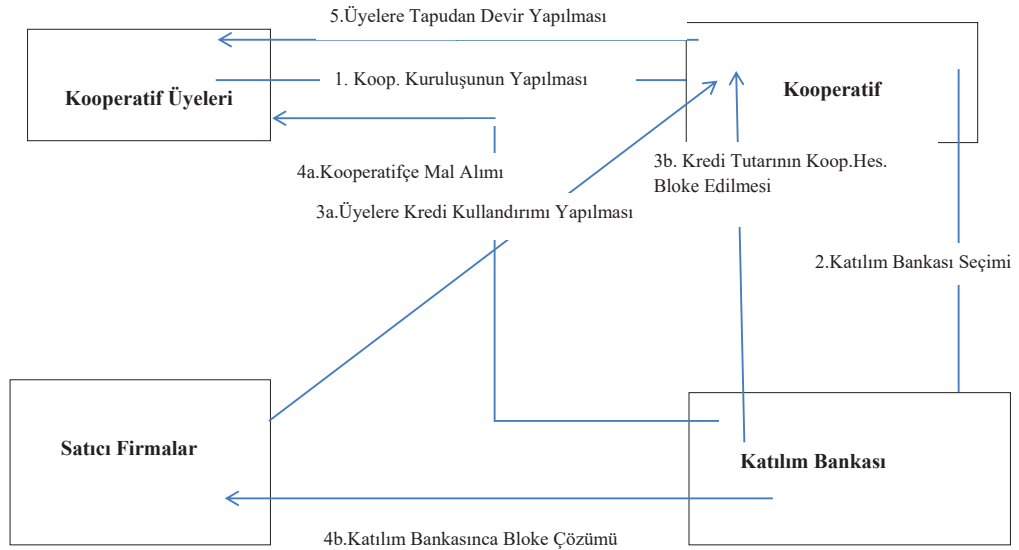 5.Üyelere Tapudan Devir Yapılması
1. Koop. Kuruluşunun Yapılması
Kooperatif Üyeleri
Kooperatif
4a.Kooperatifçe Mal Alımı
3b. Kredi Tutarının Koop.Hes.
Bloke Edilmesi
3a.Üyelere Kredi Kullandırımı Yapılması
2.Katılım Bankası Seçimi
Satıcı Firmalar
Katılım Bankası
4b.Katılım Bankasınca Bloke Çözümü